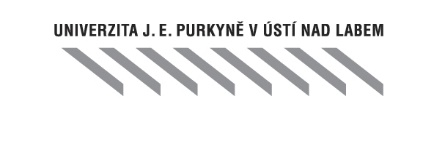 UNIVERZITA J. E. PURKYNĚ V ÚSTÍ NAD LABEM